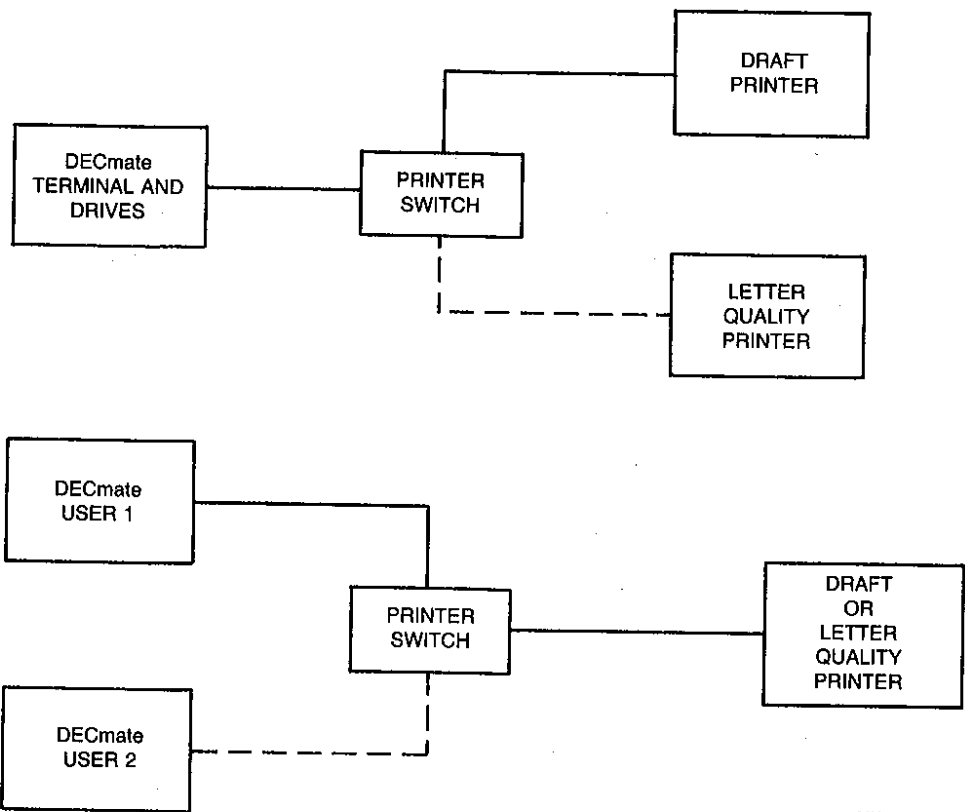 DRAFT
PRINTER
DECmate
TERMINAL AND
DRIVES
PRINTER
SWITCH
LETTER
QUALITY
PRINTER
DECmate
USER 1
PRINTER
SWITCH
DRAFT
OR
LETTER
QUALITY
PRINTER
DECmate
USER 2